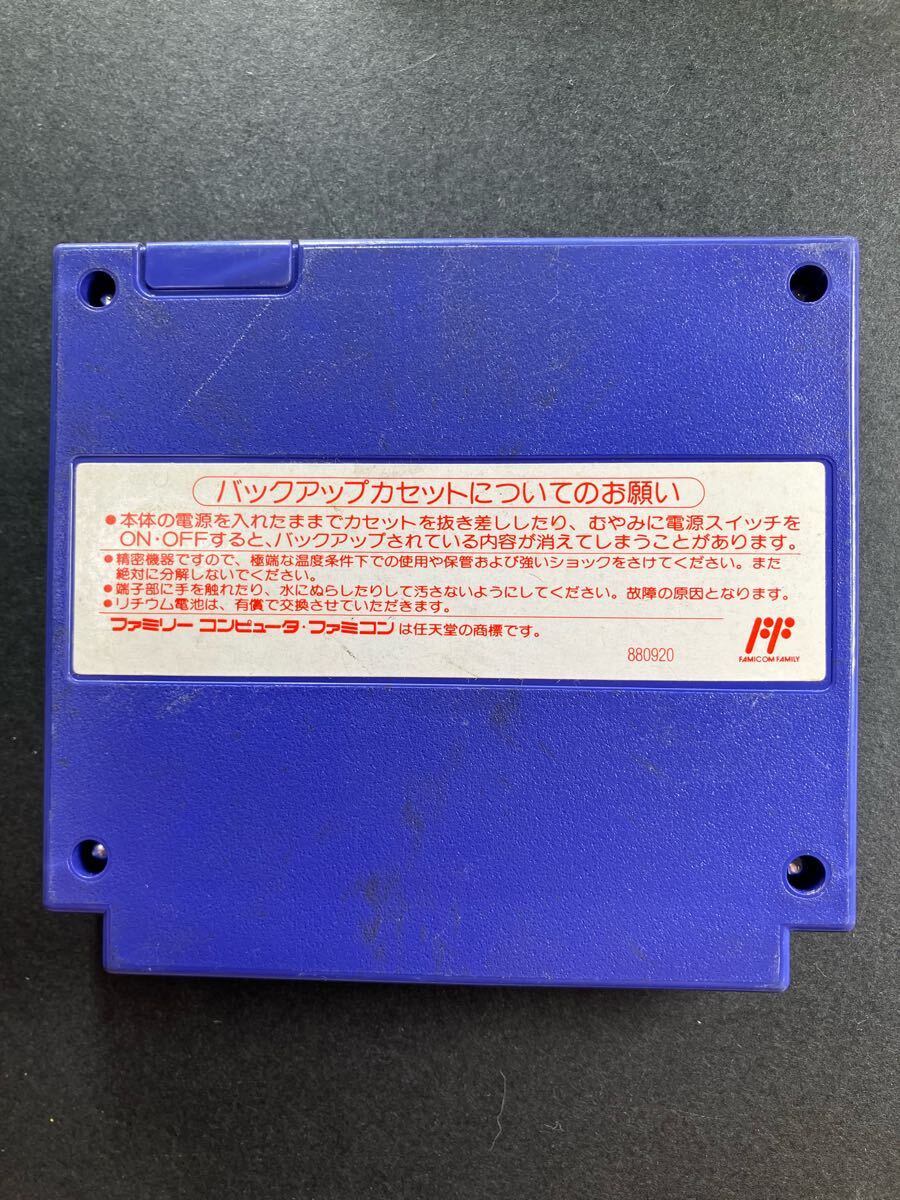 バックアップカセットについてのお願い
●本体の電源を入れたままでカセットを抜き差ししたり、むやみに電源スイッチを
ON・OFFすると、バックアップされている内容が消えてしまうことがあります。
●精密機器ですので、極端な温度条件下での使用や保管および強いショックをさけてください。また
絶対に分解しないでください。
●端子部に手を触れたり、水にぬらしたりして汚さないようにしてください。故障の原因となります。
●リチウム電池は、有償で交換させていただきます。
ファミリー コンピュータ・ファミコンは任天堂の商標です。
880920
FAMICOM FAMILY